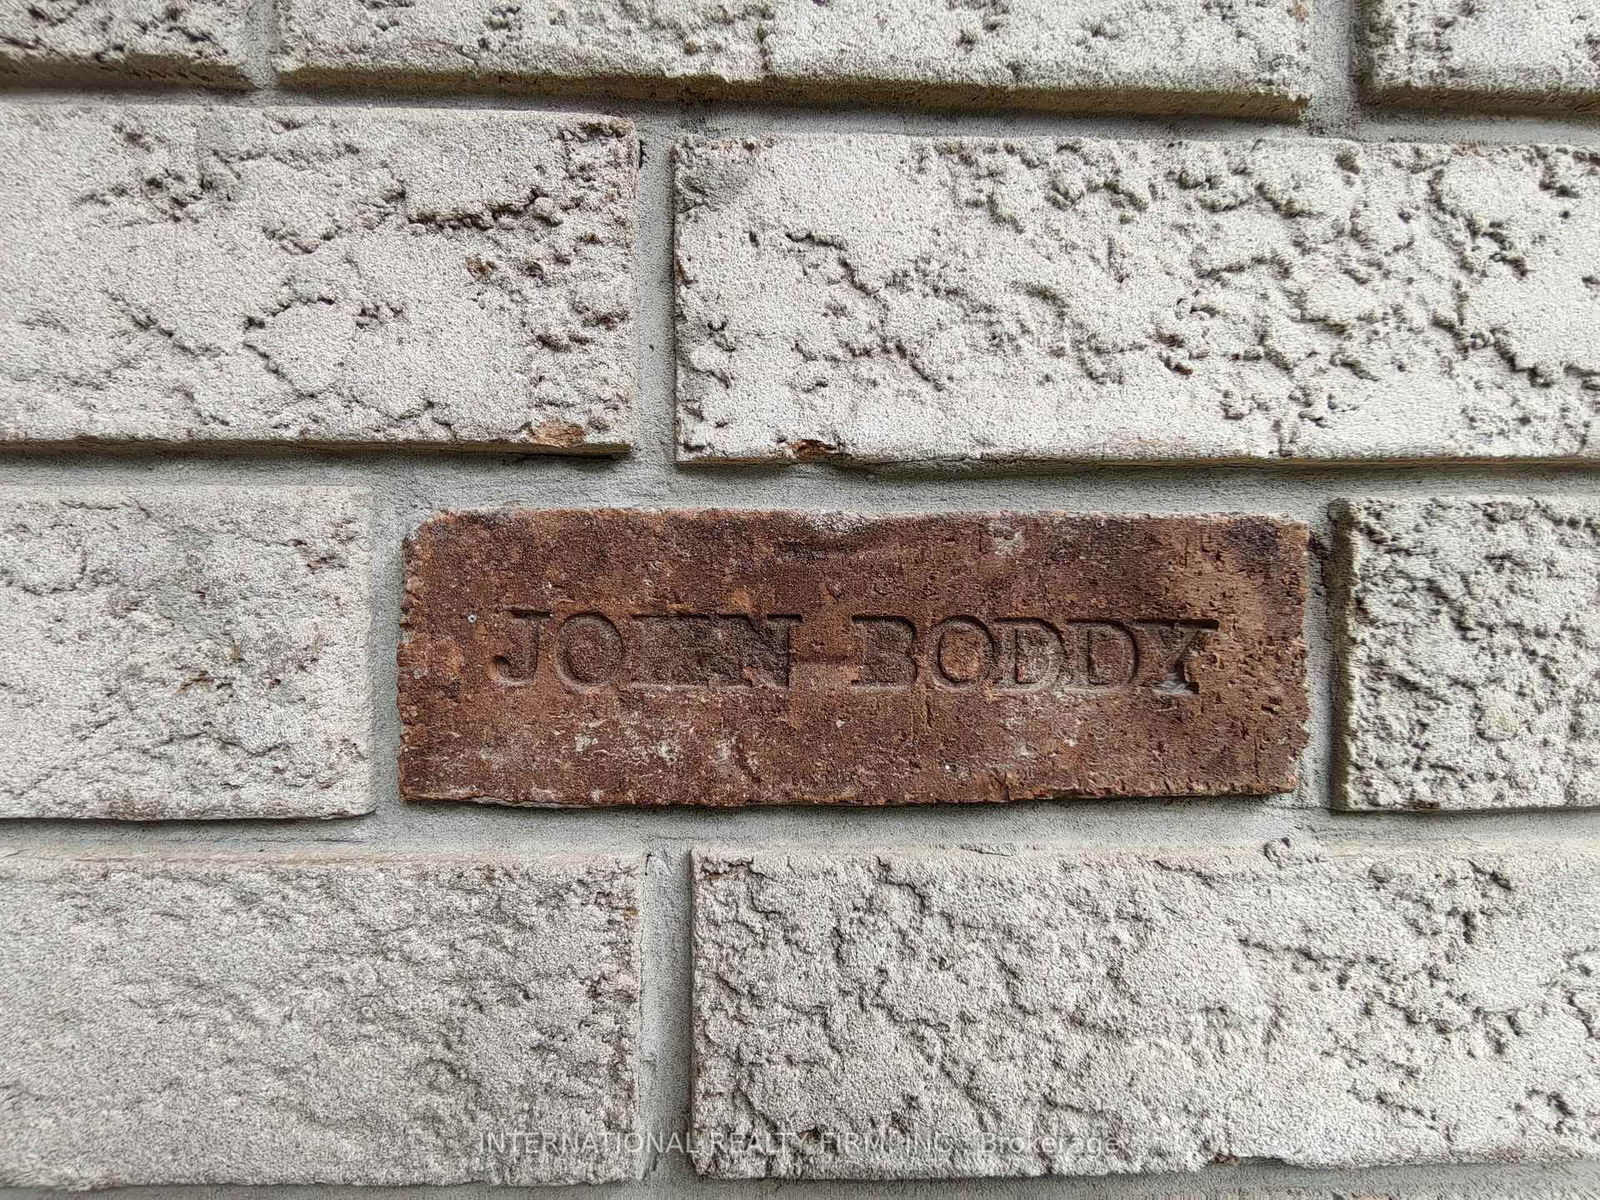 JOHN BODDY
INTERNATIONAL REALTY FIRM, INC. Brokerage